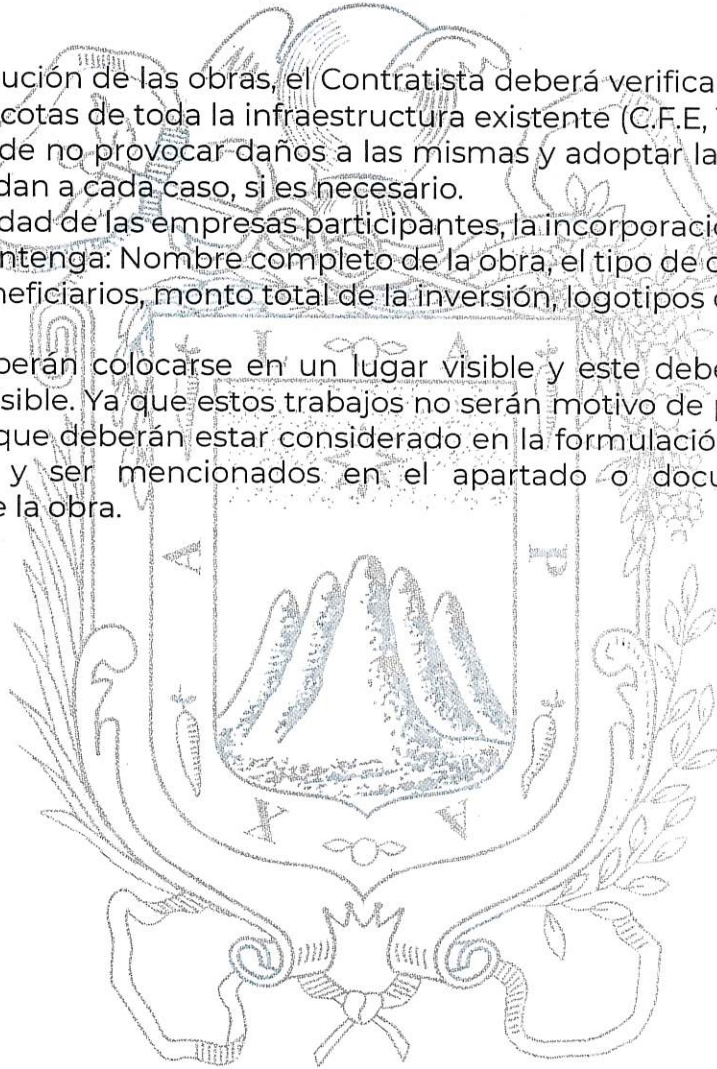 ución de las obras, el Contratista deberá verifica
cotas de toda la infraestructura existente (C.F.E,
de no provocar daños a las mismas y adoptar la
dan a cada caso, si es necesario.
dad de las empresas participantes, la incorporaci
ntenga: Nombre completo de la obra, el tipo de
neficiarios, monto total de la inversión, logotipos
berán colocarse en un lugar visible y este deb
sible. Ya que estos trabajos no serán motivo de
que deberán estar considerado en la formulació
y ser mencionados en el apartado o docu
e la obra.
A P
X A